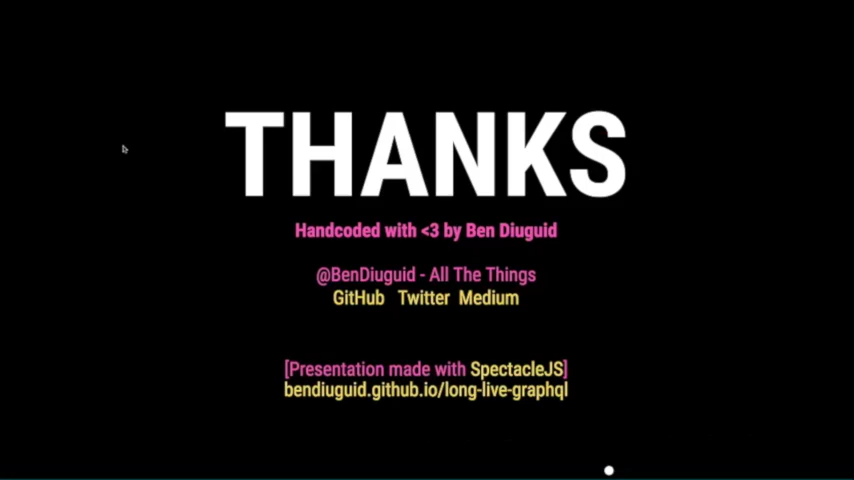 THANKS
Handcoded with <3 by Ben Diuguid
@BenDiuguid - All The Things
GitHub Twitter Medium
[Presentation made with SpectacleJS]
bendiuguid.github.io/long-live-graphql